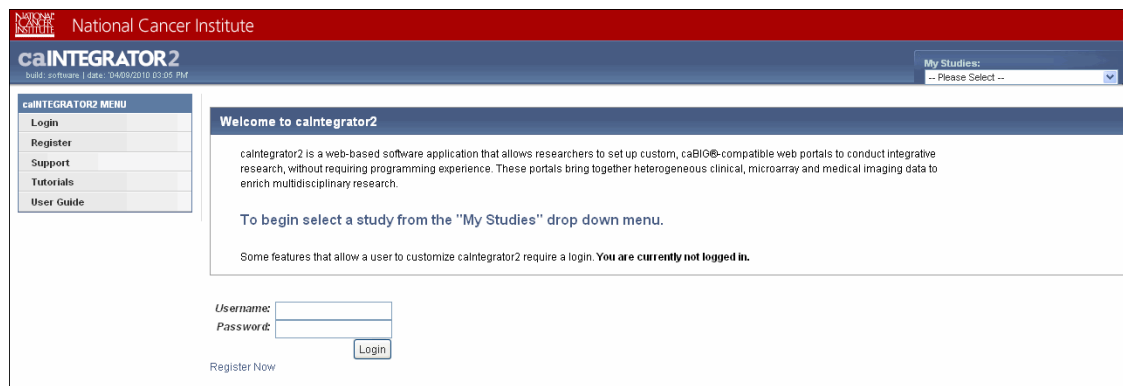 NATIONAL CANCER INSTITUTE
National Cancer Institute
caINTEGRATOR2
build: software | date: '04/09/2010 03:05 PM'
My Studies:
-- Please Select --
caINTEGRATOR2 MENU
Login
Register
Support
Tutorials
User Guide
Welcome to caIntegrator2
caIntegrator2 is a web-based software application that allows researchers to set up custom, caBIG®-compatible web portals to conduct integrative
research, without requiring programming experience. These portals bring together heterogeneous clinical, microarray and medical imaging data to
enrich multidisciplinary research.
To begin select a study from the "My Studies" drop down menu.
Some features that allow a user to customize caIntegrator2 require a login. You are currently not logged in.
Username:
Password:
Login
Register Now